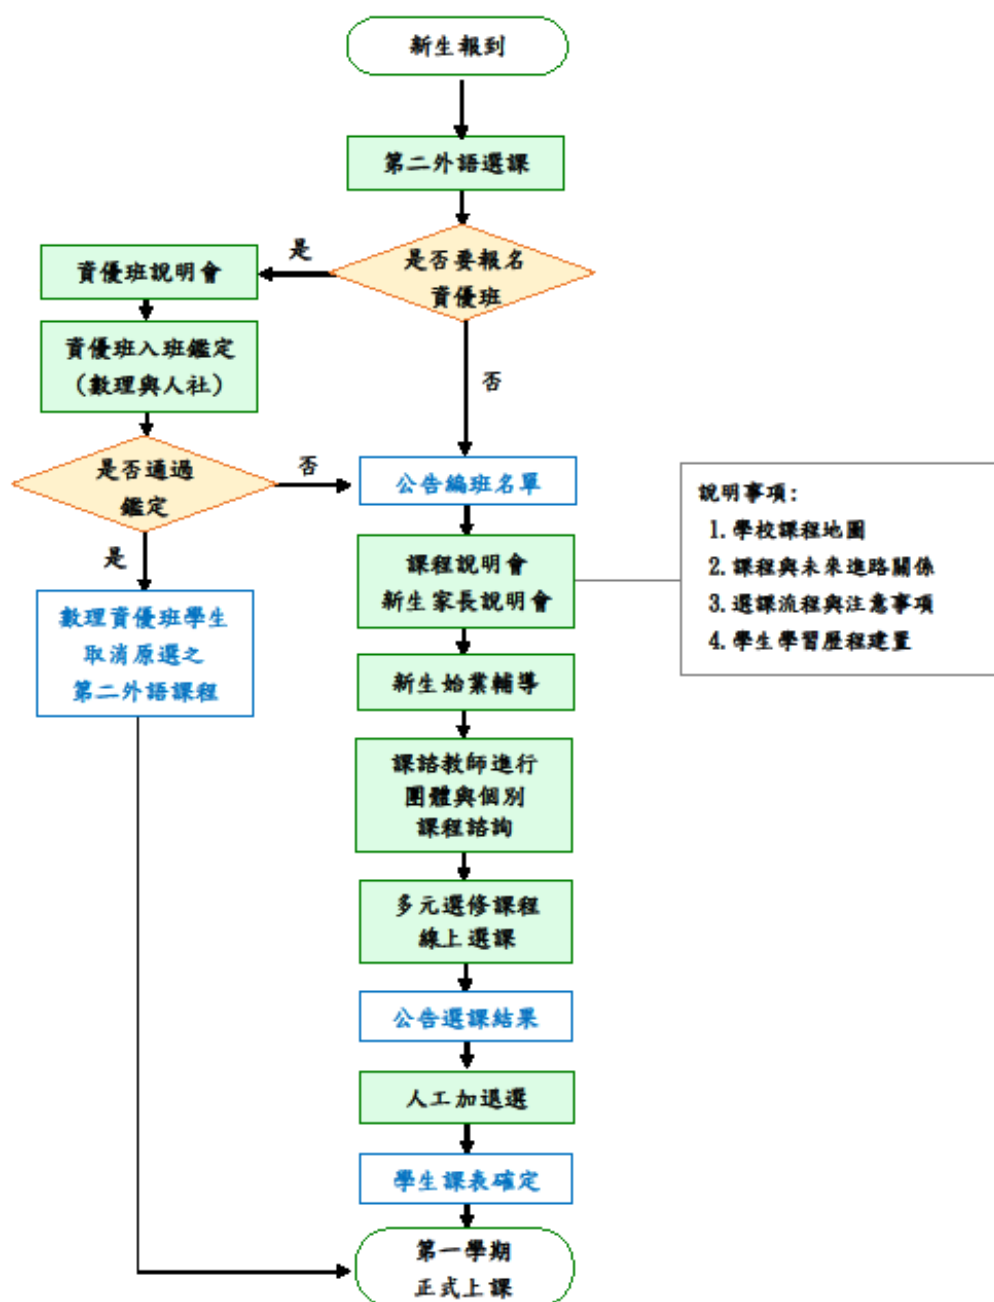 新生報到
第二外語選課
是否要報名
資優班
是
否
資優班說明會
資優班入班鑑定
(數理與人社)
是否通過
鑑定
否
是
數理資優班學生
取消原選之
第二外語課程
公告編班名單
課程說明會
新生家長說明會
說明事項:
1.學校課程地圖
2.課程與未來進路關係
3.選課流程與注意事項
4.學生學習歷程建置
新生始業輔導
課諮教師進行
團體與個別
課程諮詢
多元選修課程
線上選課
公告選課結果
人工加退選
學生課表確定
第一學期
正式上課